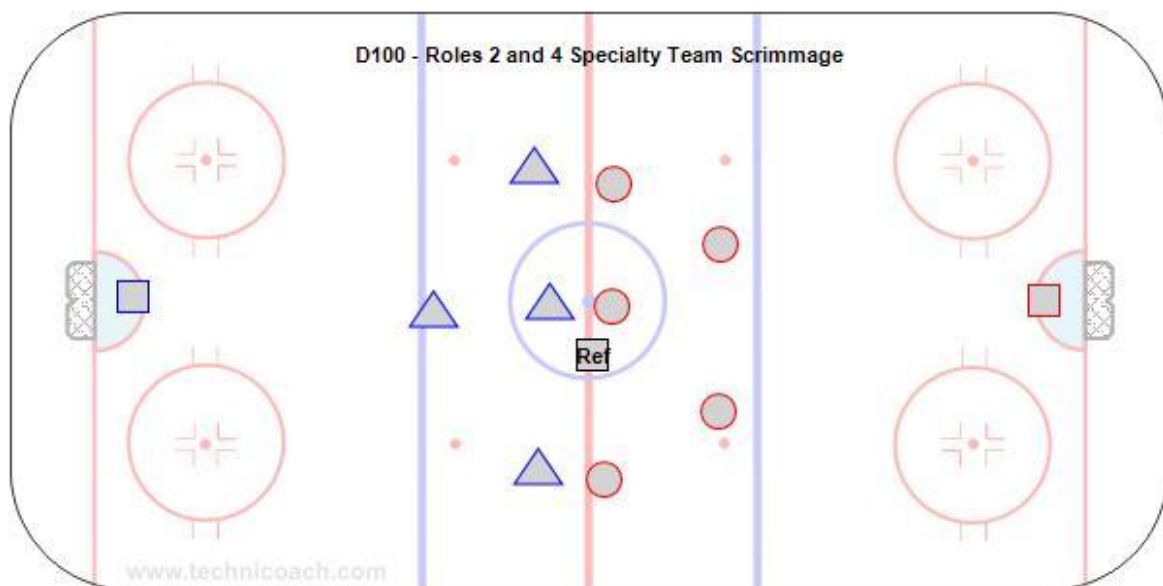 D100 - Roles 2 and 4 Specialty Team Scrimmage
Ref
www.technicoach.com